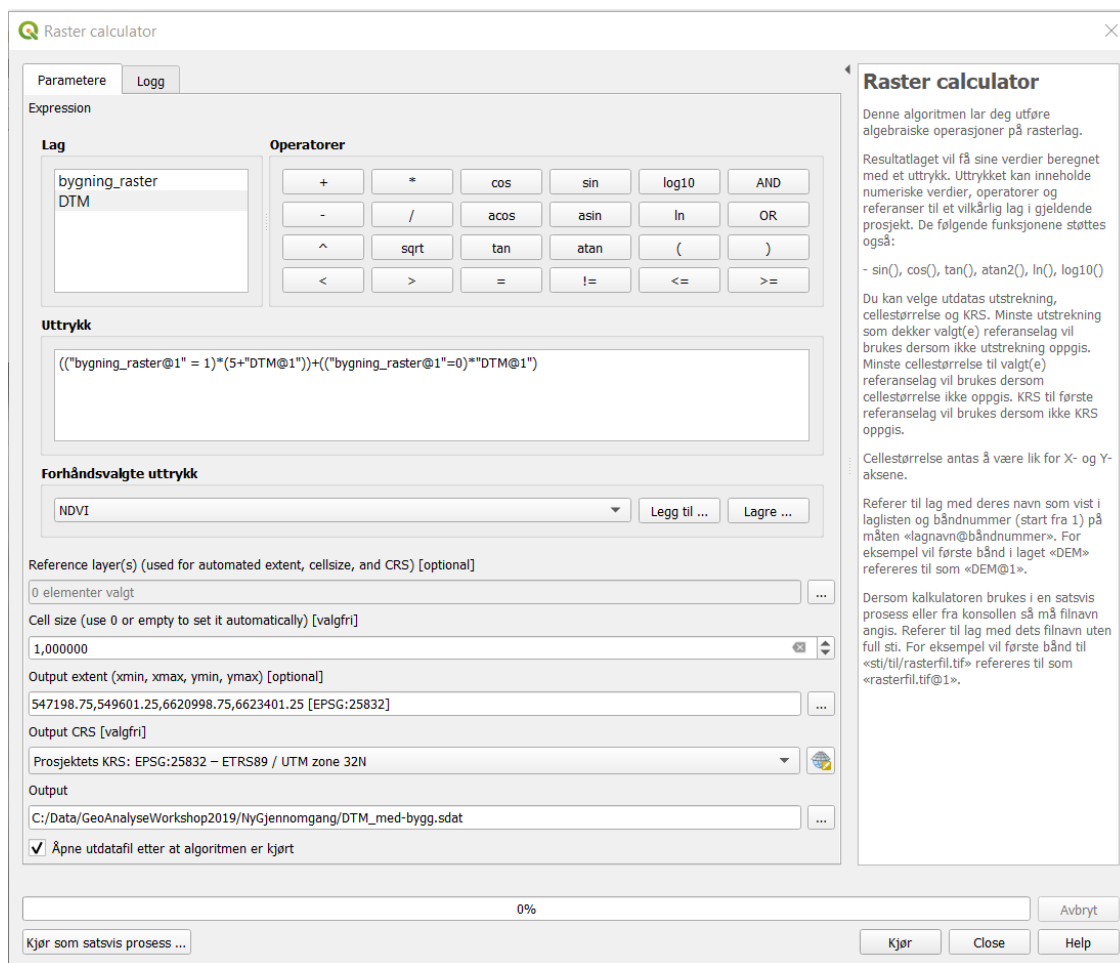 Raster calculator
Parametere
Logg
Expression
Lag
bygning_raster
DTM
Operatorer
+ * cos sin log10 AND
- / acos asin ln OR
^ sqrt tan atan ( )
< > = != <= >=
Uttrykk
(("bygning_raster@1" = 1)*(5+"DTM@1"))+(("bygning_raster@1"=0)*"DTM@1")
Forhåndsvalgte uttrykk
NDVI
Legg til ...
Lagre ...
Reference layer(s) (used for automated extent, cellsize, and CRS) [optional]
0 elementer valgt
...
Cell size (use 0 or empty to set it automatically) [valgfri]
1,000000
Output extent (xmin, xmax, ymin, ymax) [optional]
547198.75,549601.25,6620998.75,6623401.25 [EPSG:25832]
...
Output CRS [valgfri]
Prosjektets KRS: EPSG:25832 – ETRS89 / UTM zone 32N
Output
C:/Data/GeoAnalyseWorkshop2019/NyGjennomgang/DTM_med-bygg.sdat
...
Åpne utdatafil etter at algoritmen er kjørt
Raster calculator
Denne algoritmen lar deg utføre
algebraiske operasjoner på rasterlag.
Resultatlaget vil få sine verdier beregnet
med et uttrykk. Uttrykket kan inneholde
numeriske verdier, operatorer og
referanser til et vilkårlig lag i gjeldende
prosjekt. De følgende funksjonene støttes
også:
- sin(), cos(), tan(), atan2(), ln(), log10()
Du kan velge utdatas utstrekning,
cellestørrelse og KRS. Minste utstrekning
som dekker valgt(e) referanselag vil
brukes dersom ikke utstrekning oppgis.
Minste cellestørrelse til valgt(e)
referanselag vil brukes dersom
cellestørrelse ikke oppgis. KRS til første
referanselag vil brukes dersom ikke KRS
oppgis.
Cellestørrelse antas å være lik for X- og Y-
aksene.
Referer til lag med deres navn som vist i
laglisten og båndnummer (start fra 1) på
måten «lagnavn@båndnummer». For
eksempel vil første bånd i laget «DEM»
refereres til som «DEM@1».
Dersom kalkulatoren brukes i en satsvis
prosess eller fra konsollen så må filnavn
angis. Referer til lag med dets filnavn uten
full sti. For eksempel vil første bånd til
«sti/til/rasterfil.tif» refereres til som
«rasterfil.tif@1».
0%
Avbryt
Kjør som satsvis prosess ...
Kjør
Close
Help